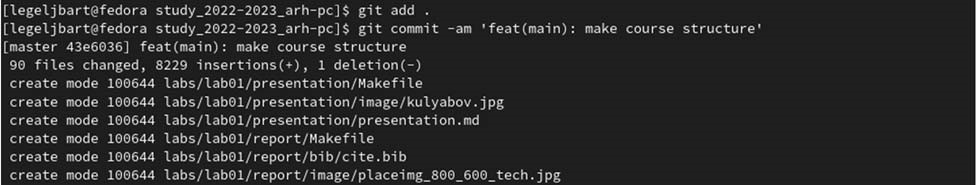 [legeljbart@fedora study_2022-2023_arh-pc]$ git add .
[legeljbart@fedora study_2022-2023_arh-pc]$ git commit -am 'feat(main): make course structure'
[master 43e6036] feat(main): make course structure
 90 files changed, 8229 insertions(+), 1 deletion(-)
 create mode 100644 labs/lab01/presentation/Makefile
 create mode 100644 labs/lab01/presentation/image/kulyabov.jpg
 create mode 100644 labs/lab01/presentation/presentation.md
 create mode 100644 labs/lab01/report/Makefile
 create mode 100644 labs/lab01/report/bib/cite.bib
 create mode 100644 labs/lab01/report/image/placeimg_800_600_tech.jpg